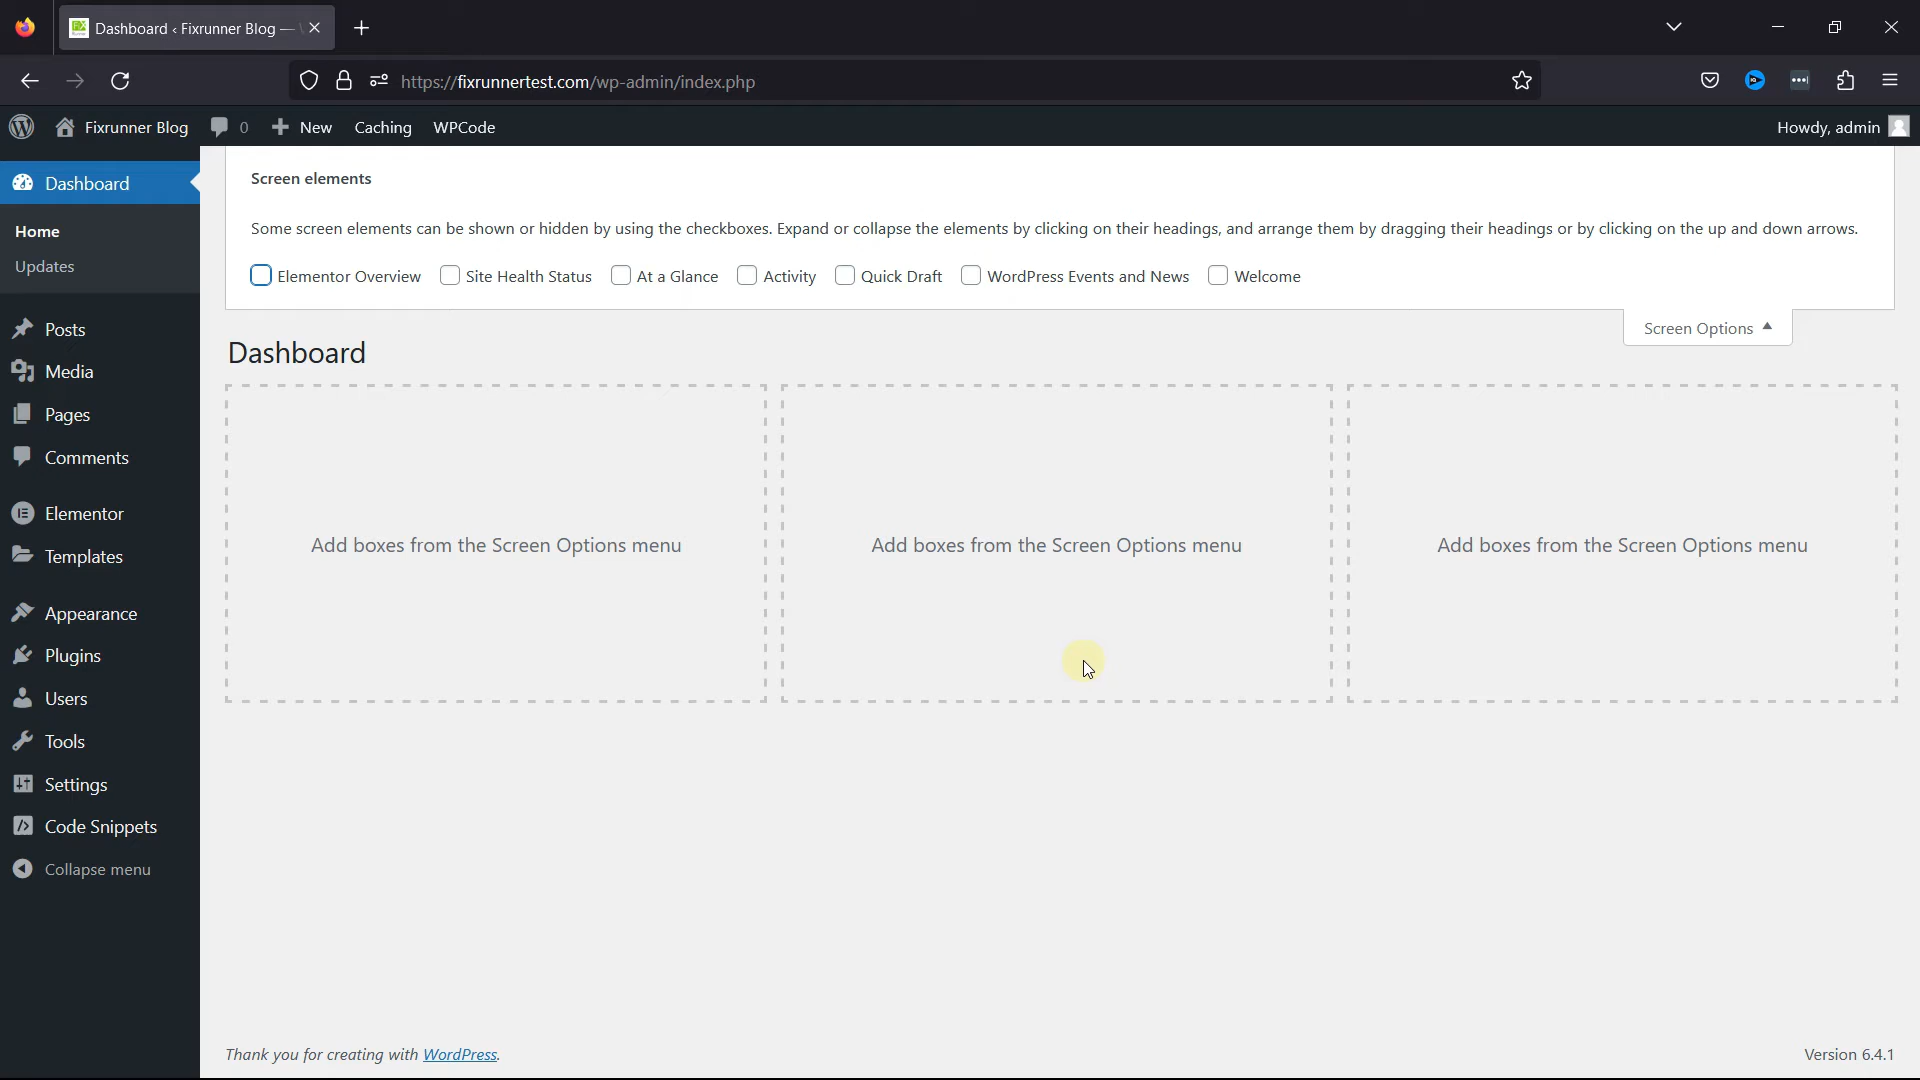 Dashboard ‹ Fixrunner Blog —
https://fixrunnertest.com/wp-admin/index.php
Fixrunner Blog 0 New Caching WPCode Howdy, admin
Dashboard
Home
Updates
Posts
Media
Pages
Comments
Elementor
Templates
Appearance
Plugins
Users
Tools
Settings
Code Snippets
Collapse menu
Screen elements
Some screen elements can be shown or hidden by using the checkboxes. Expand or collapse the elements by clicking on their headings, and arrange them by dragging their headings or by clicking on the up and down arrows.
Elementor Overview Site Health Status At a Glance Activity Quick Draft WordPress Events and News Welcome
Screen Options
Dashboard
Add boxes from the Screen Options menu
Add boxes from the Screen Options menu
Add boxes from the Screen Options menu
Thank you for creating with WordPress.
Version 6.4.1